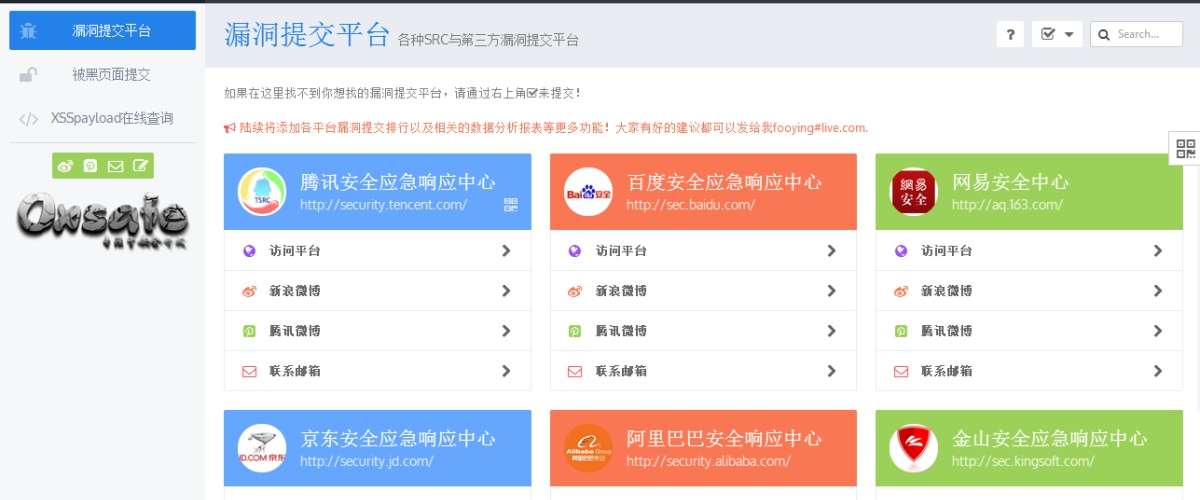 漏洞提交平台
被黑页面提交
XSSpayload在线查询
0xsafe
漏洞提交平台 各种SRC与第三方漏洞提交平台
? Search...
如果在这里找不到你想找的漏洞提交平台，请通过右上角来提交！
陆续将添加各平台漏洞提交排行以及相关的数据分析报表等更多功能！大家有好的建议都可以发给我fooying#live.com.
TSRC
腾讯安全应急响应中心
http://security.tencent.com/
访问平台
新浪微博
腾讯微博
联系邮箱
Bai 安全
百度安全应急响应中心
http://sec.baidu.com/
访问平台
新浪微博
腾讯微博
联系邮箱
網易
安全
网易安全中心
http://aq.163.com/
访问平台
新浪微博
腾讯微博
联系邮箱
JD.COM 京东
京东安全应急响应中心
http://security.jd.com/
Alibaba Group
阿里巴巴安全应急响应中心
http://security.alibaba.com/
金山安全应急响应中心
http://sec.kingsoft.com/